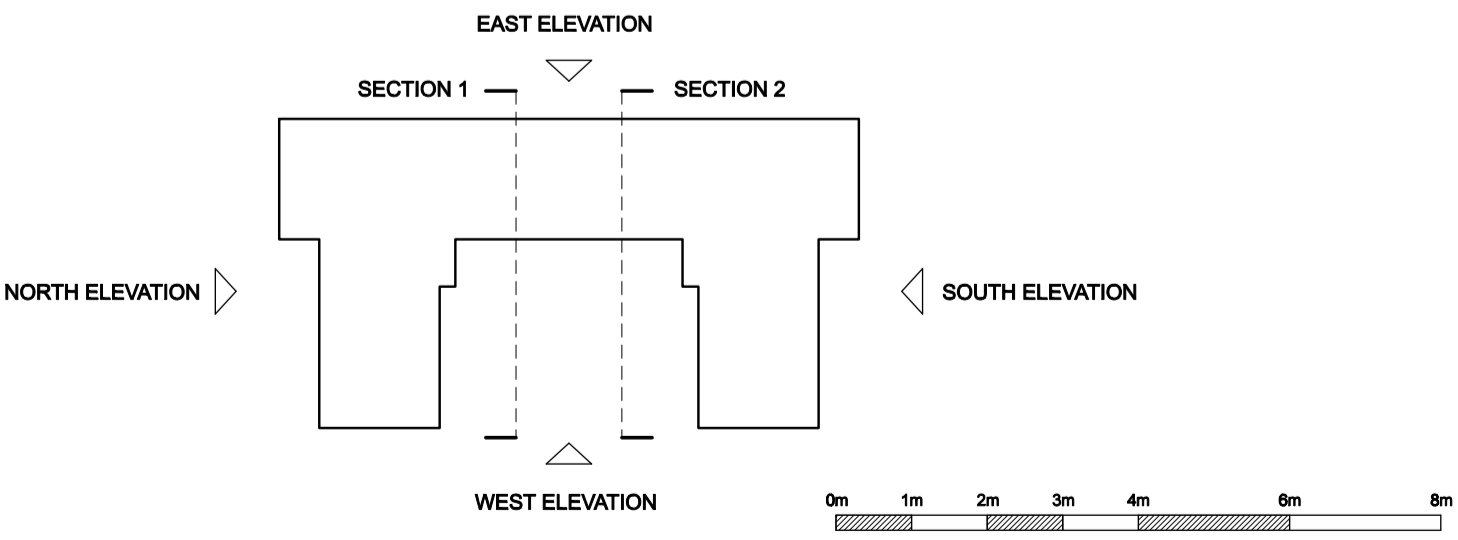 EAST ELEVATION
SECTION 1
SECTION 2
NORTH ELEVATION
SOUTH ELEVATION
WEST ELEVATION
0m 1m 2m 3m 4m 6m 8m